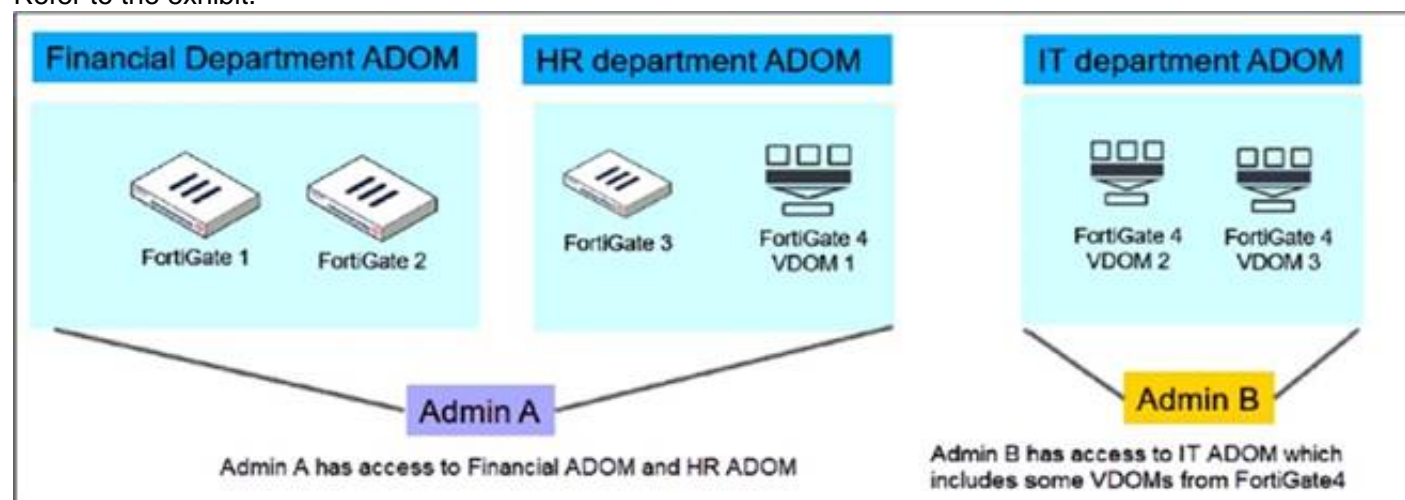 Refer to the exhibit.
Financial Department ADOM
HR department ADOM
IT department ADOM
FortiGate 1
FortiGate 2
FortiGate 3
FortiGate 4
VDOM 1
FortiGate 4
VDOM 2
FortiGate 4
VDOM 3
Admin A
Admin B
Admin A has access to Financial ADOM and HR ADOM
Admin B has access to IT ADOM which
includes some VDOMs from FortiGate4